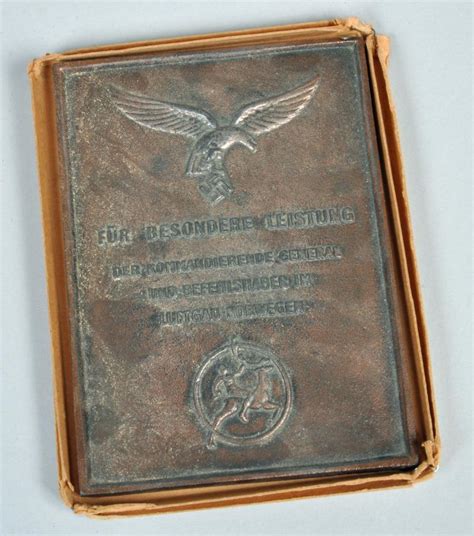 FÜR BESONDERE LEISTUNG
DER KOMMANDIERENDE GENERAL
UND BEFEHLSHABER IM
LUFTGAU NORWEGEN